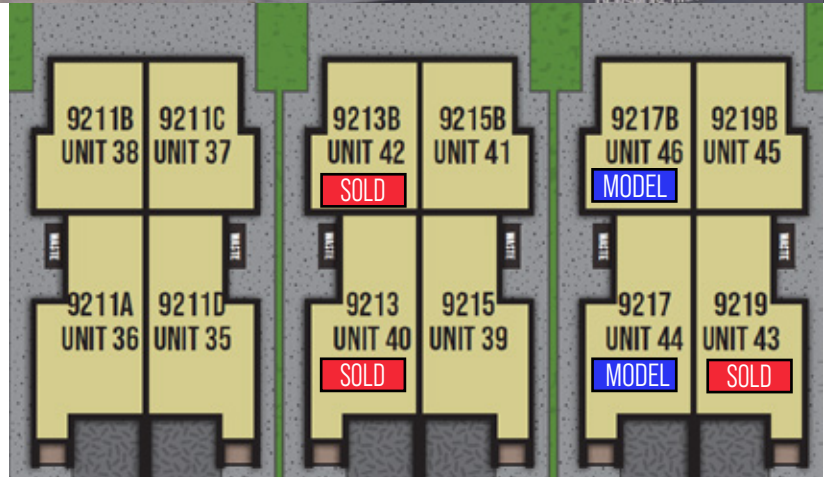 9211B
UNIT 38
9211C
UNIT 37
9213B
UNIT 42
SOLD
9215B
UNIT 41
9217B
UNIT 46
MODEL
9219B
UNIT 45
WASTE
WASTE
WASTE
WASTE
WASTE
WASTE
9211A
UNIT 36
9211D
UNIT 35
9213
UNIT 40
SOLD
9215
UNIT 39
9217
UNIT 44
MODEL
9219
UNIT 43
SOLD